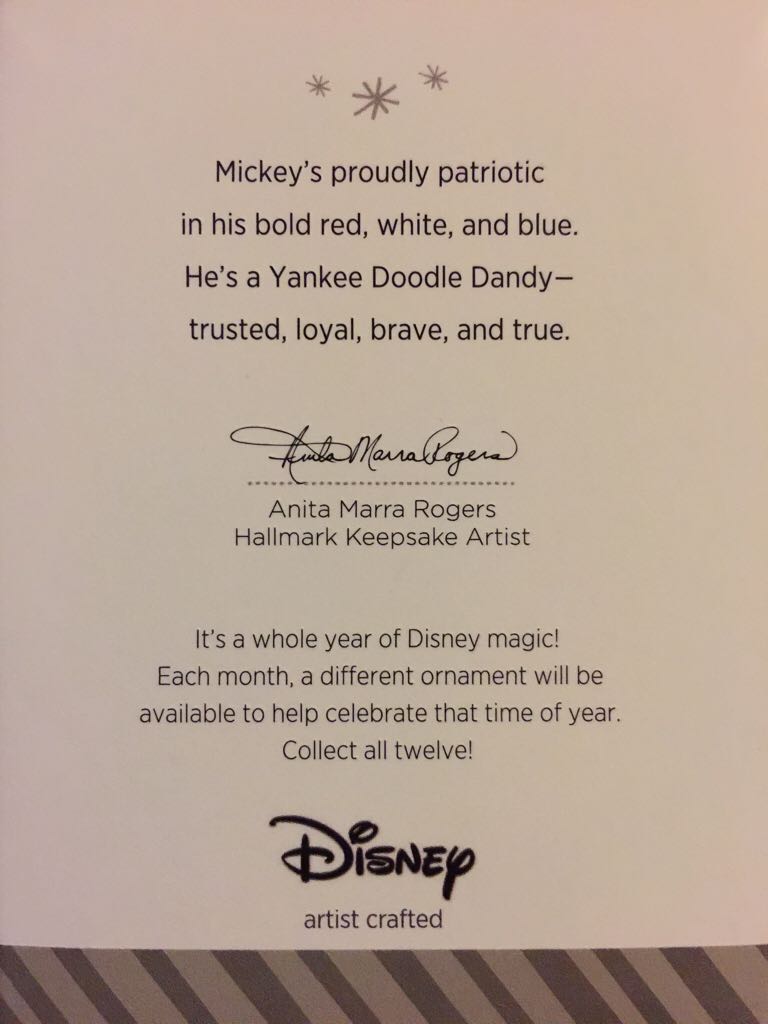 Mickey's proudly patriotic
in his bold red, white, and blue.
He's a Yankee Doodle Dandy—
trusted, loyal, brave, and true.
Anita Marra Rogers
Anita Marra Rogers
Hallmark Keepsake Artist
It's a whole year of Disney magic!
Each month, a different ornament will be
available to help celebrate that time of year.
Collect all twelve!
Disney
artist crafted